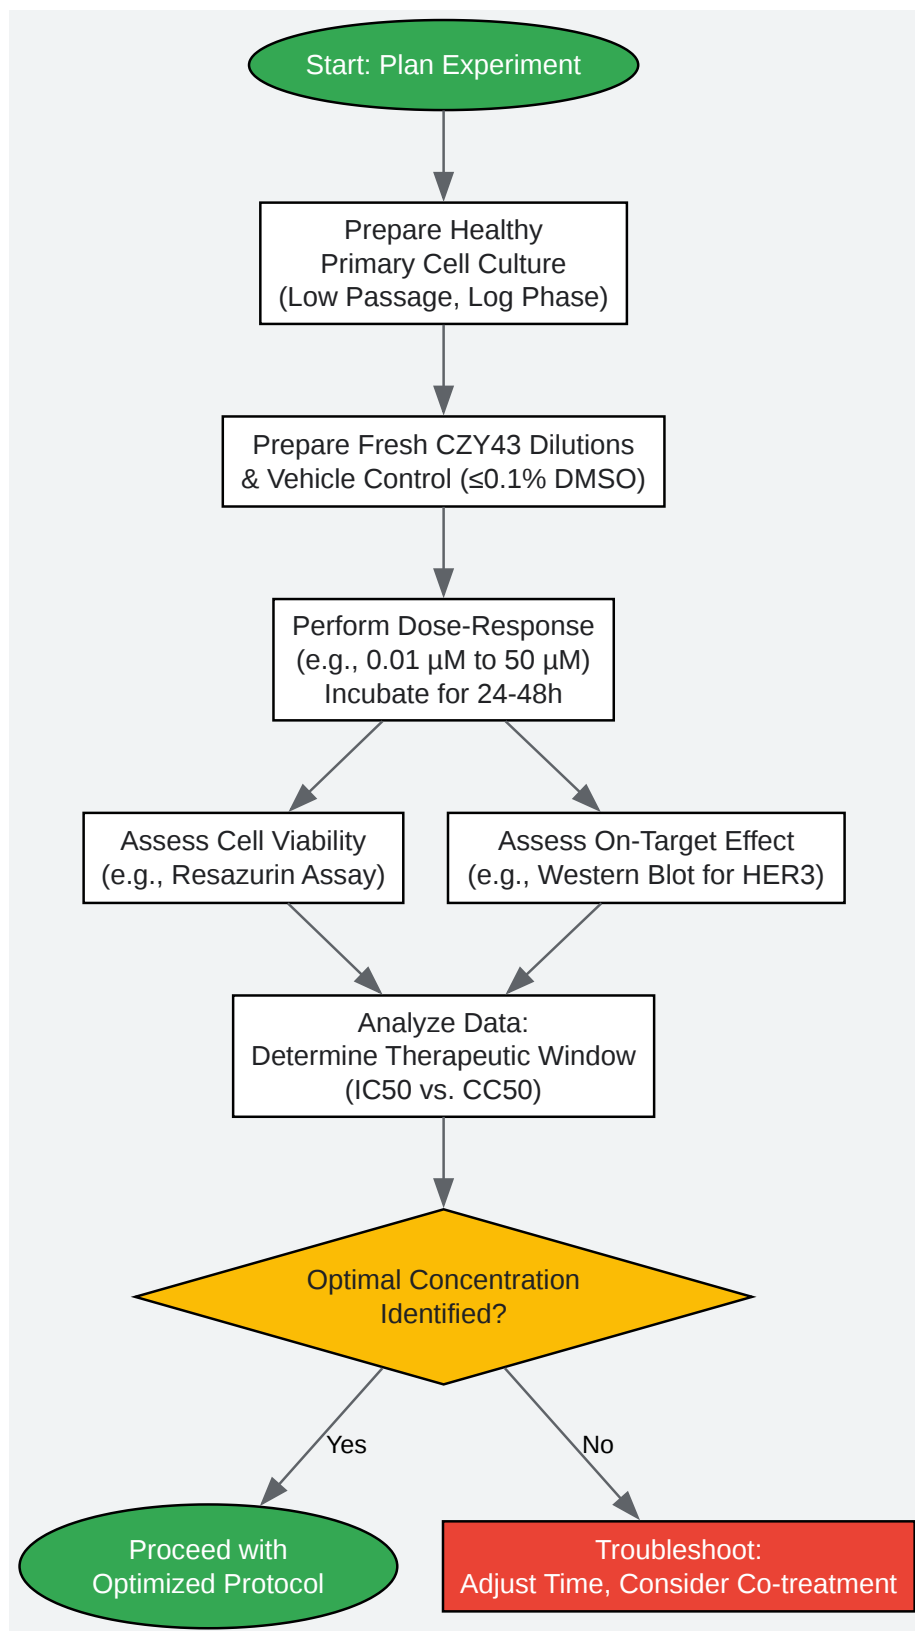 Start: Plan Experiment
Prepare Healthy
Primary Cell Culture
(Low Passage, Log Phase)
Prepare Fresh CZY43 Dilutions
& Vehicle Control (≤0.1% DMSO)
Perform Dose-Response
(e.g., 0.01 µM to 50 µM)
Incubate for 24-48h
Assess Cell Viability
(e.g., Resazurin Assay)
Assess On-Target Effect
(e.g., Western Blot for HER3)
Analyze Data:
Determine Therapeutic Window
(IC50 vs. CC50)
Optimal Concentration
Identified?
Yes
No
Proceed with
Optimized Protocol
Troubleshoot:
Adjust Time, Consider Co-treatment